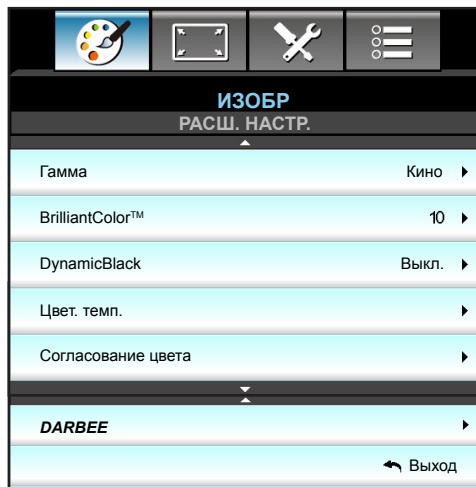 ИЗОБР
РАСШ. НАСТР.
Гамма Кино
BrilliantColor™ 10
DynamicBlack Выкл.
Цвет. темп.
Согласование цвета
DARBEE
Выход